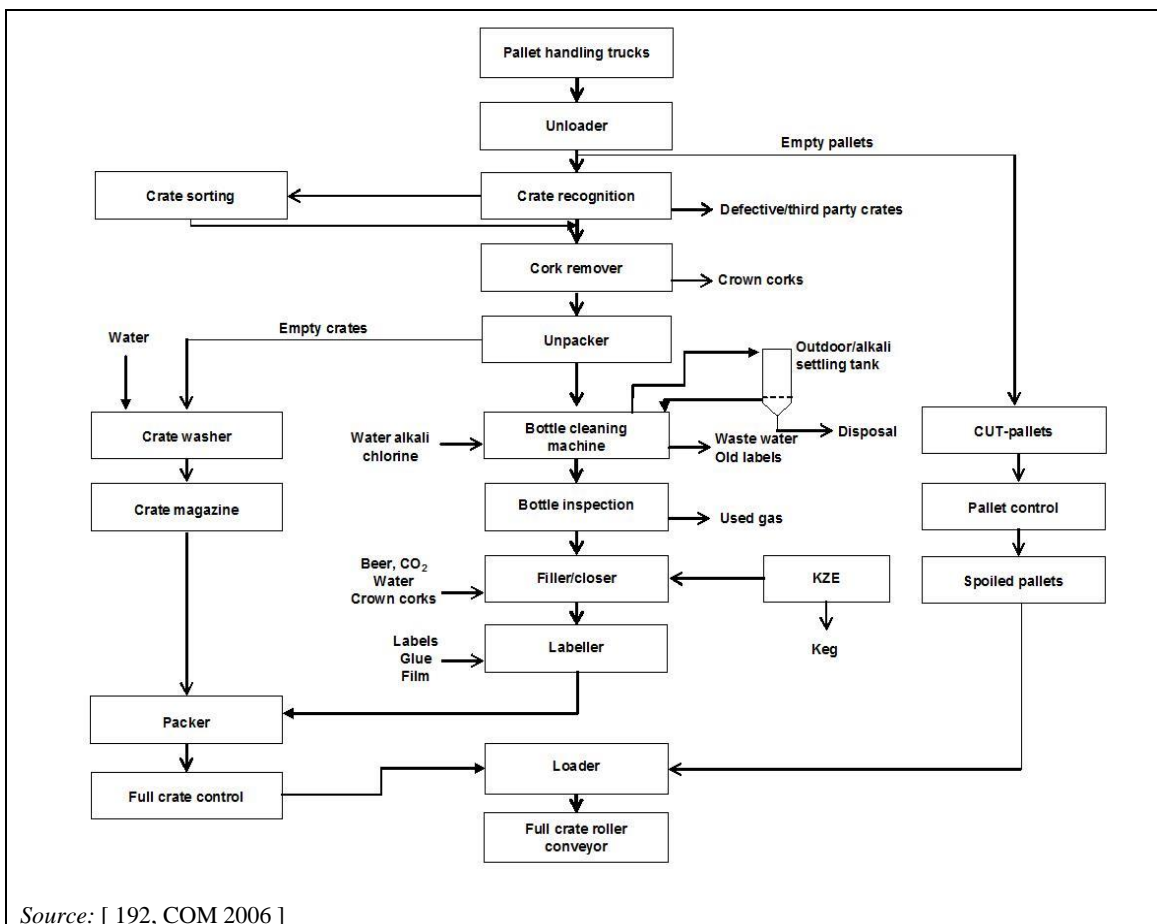 Pallet handling trucks
Unloader
Empty pallets
Crate sorting
Crate recognition
Defective/third party crates
Cork remover
Crown corks
Water
Empty crates
Unpacker
Outdoor/alkali
settling tank
Crate washer
Water alkali
chlorine
Bottle cleaning
machine
Waste water
Old labels
Disposal
CUT-pallets
Crate magazine
Bottle inspection
Used gas
Pallet control
Beer, CO₂
Water
Crown corks
Filler/closer
KZE
Spoiled pallets
Labels
Glue
Film
Labeller
Keg
Packer
Full crate control
Loader
Full crate roller
conveyor
Source: [ 192, COM 2006 ]